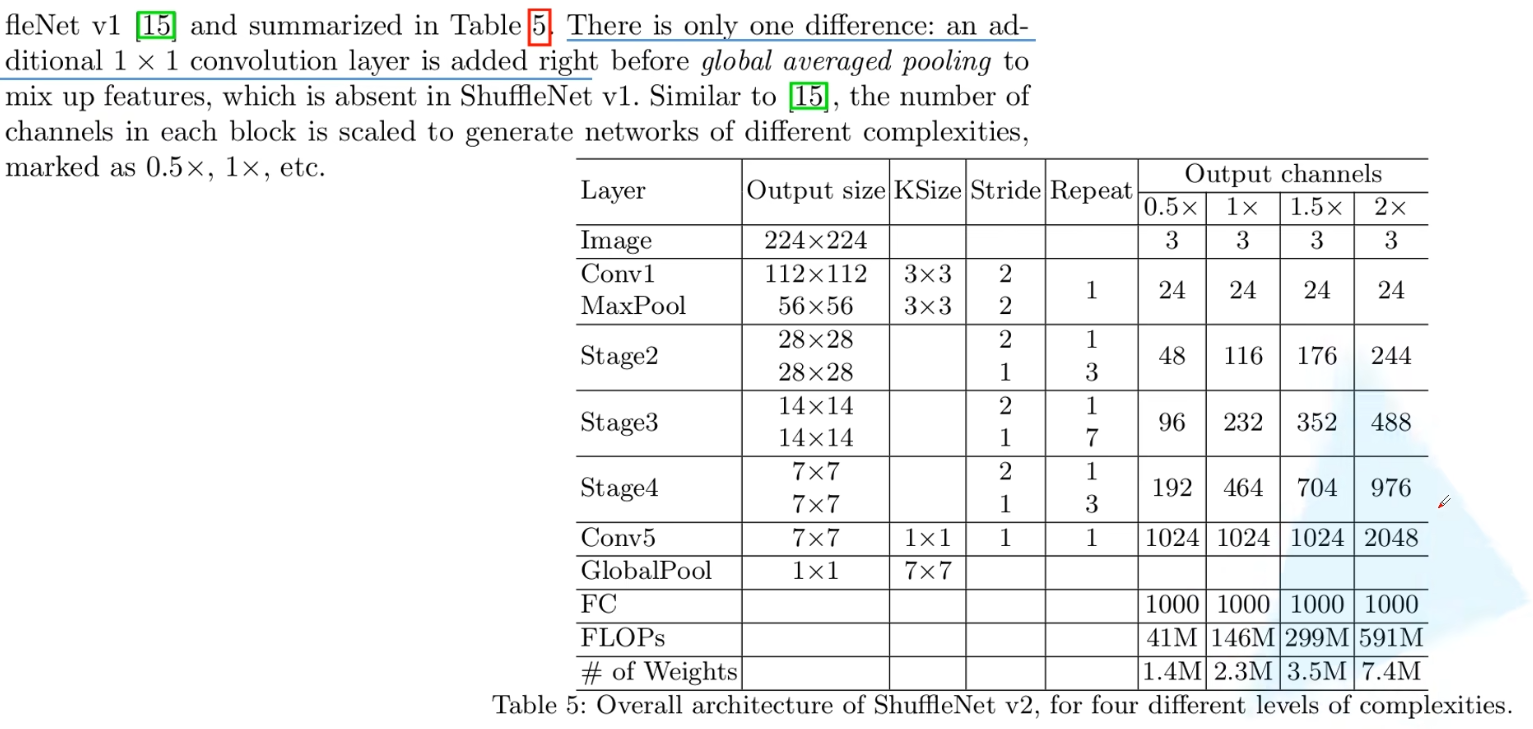 fleNet v1 [15] and summarized in Table 5. There is only one difference: an ad-
ditional 1 × 1 convolution layer is added right before global averaged pooling to
mix up features, which is absent in ShuffleNet v1. Similar to [15], the number of
channels in each block is scaled to generate networks of different complexities,
marked as 0.5×, 1×, etc.
Layer Output size KSize Stride Repeat Output channels
0.5× 1× 1.5× 2×
Image 224×224 3 3 3 3
Conv1 112×112 3×3 2
MaxPool 56×56 3×3 2
1 24 24 24 24
Stage2 28×28 2 1
28×28 1 3
48 116 176 244
Stage3 14×14 2 1
14×14 1 7
96 232 352 488
Stage4 7×7 2 1
7×7 1 3
192 464 704 976
Conv5 7×7 1×1 1 1 1024 1024 1024 2048
GlobalPool 1×1 7×7
FC 1000 1000 1000 1000
FLOPs 41M 146M 299M 591M
# of Weights 1.4M 2.3M 3.5M 7.4M
Table 5: Overall architecture of ShuffleNet v2, for four different levels of complexities.